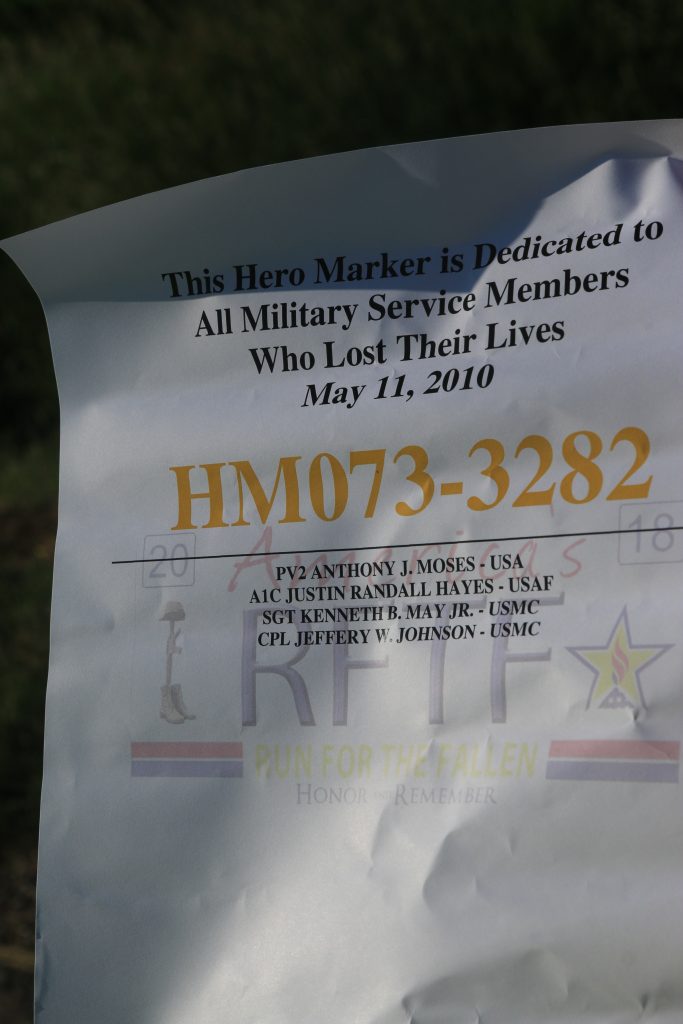 This Hero Marker is Dedicated to
All Military Service Members
Who Lost Their Lives
May 11, 2010
HM073-3282
20 America's 18
PV2 ANTHONY J. MOSES - USA
A1C JUSTIN RANDALL HAYES - USAF
SGT KENNETH B. MAY JR. - USMC
CPL JEFFERY W. JOHNSON - USMC
RFTF
RUN FOR THE FALLEN
HONOR AND REMEMBER